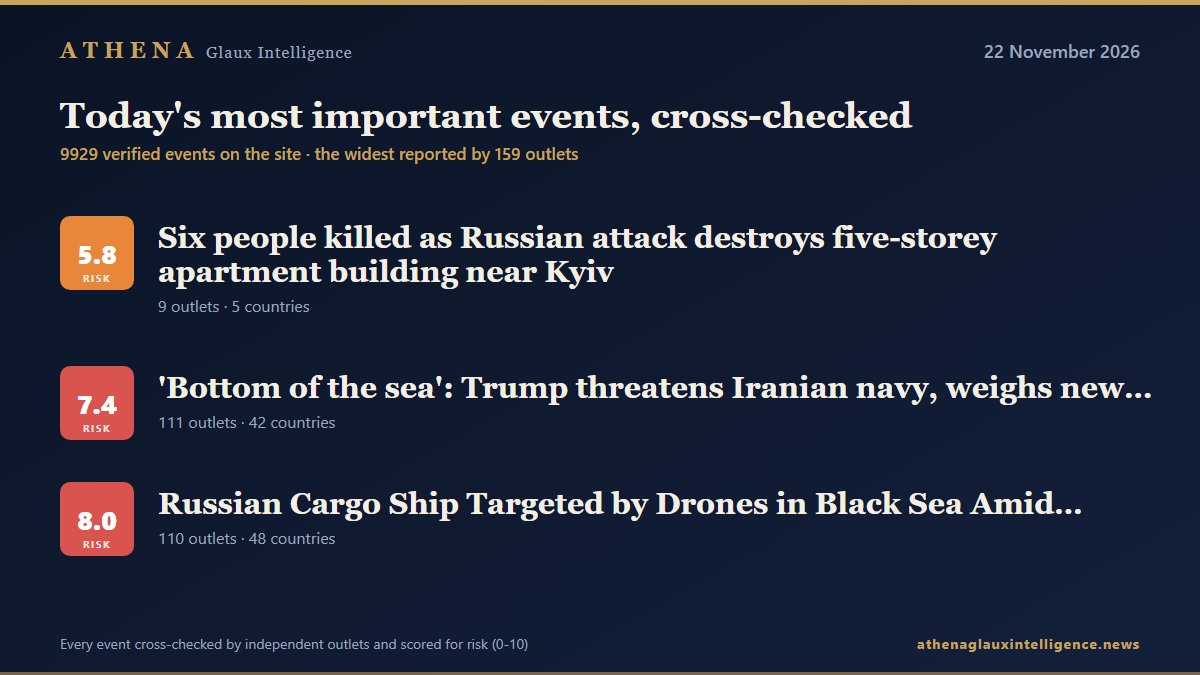 ATHENA Glaux Intelligence
22 November 2026
Today's most important events, cross-checked
9929 verified events on the site · the widest reported by 159 outlets
5.8
RISK
Six people killed as Russian attack destroys five-storey
apartment building near Kyiv
9 outlets · 5 countries
7.4
RISK
'Bottom of the sea': Trump threatens Iranian navy, weighs new...
111 outlets · 42 countries
8.0
RISK
Russian Cargo Ship Targeted by Drones in Black Sea Amid...
110 outlets · 48 countries
Every event cross-checked by independent outlets and scored for risk (0-10)
athenaglauxintelligence.news